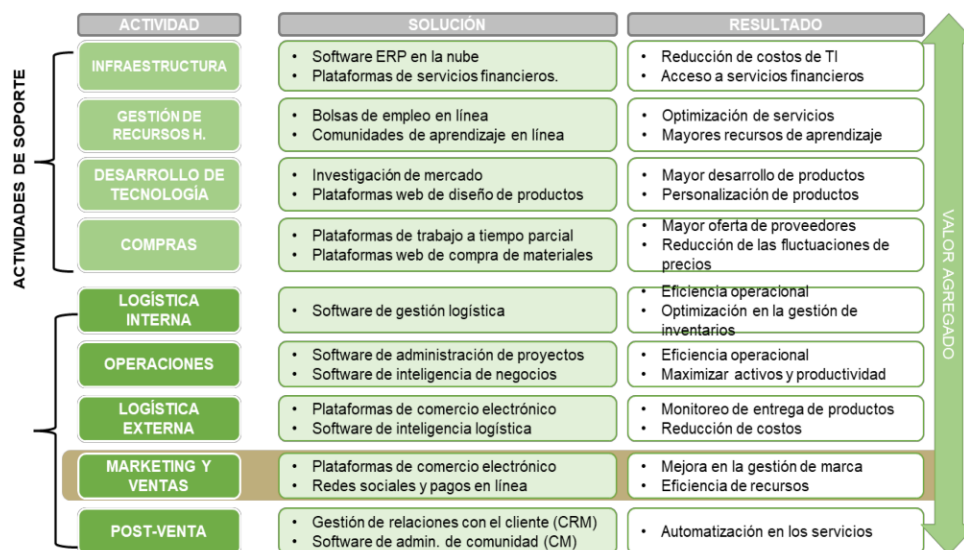 ACTIVIDAD
SOLUCIÓN
RESULTADO
ACTIVIDADES DE SOPORTE
INFRAESTRUCTURA
• Software ERP en la nube
• Plataformas de servicios financieros.
• Reducción de costos de TI
• Acceso a servicios financieros
GESTIÓN DE
RECURSOS H.
• Bolsas de empleo en línea
• Comunidades de aprendizaje en línea
• Optimización de servicios
• Mayores recursos de aprendizaje
DESARROLLO DE
TECNOLOGÍA
• Investigación de mercado
• Plataformas web de diseño de productos
• Mayor desarrollo de productos
• Personalización de productos
COMPRAS
• Plataformas de trabajo a tiempo parcial
• Plataformas web de compra de materiales
• Mayor oferta de proveedores
• Reducción de las fluctuaciones de
precios
LOGÍSTICA
INTERNA
• Software de gestión logística
• Eficiencia operacional
• Optimización en la gestión de
inventarios
OPERACIONES
• Software de administración de proyectos
• Software de inteligencia de negocios
• Eficiencia operacional
• Maximizar activos y productividad
LOGÍSTICA
EXTERNA
• Plataformas de comercio electrónico
• Software de inteligencia logística
• Monitoreo de entrega de productos
• Reducción de costos
MARKETING Y
VENTAS
• Plataformas de comercio electrónico
• Redes sociales y pagos en línea
• Mejora en la gestión de marca
• Eficiencia de recursos
POST-VENTA
• Gestión de relaciones con el cliente (CRM)
• Software de admin. de comunidad (CM)
• Automatización en los servicios
VALOR AGREGADO